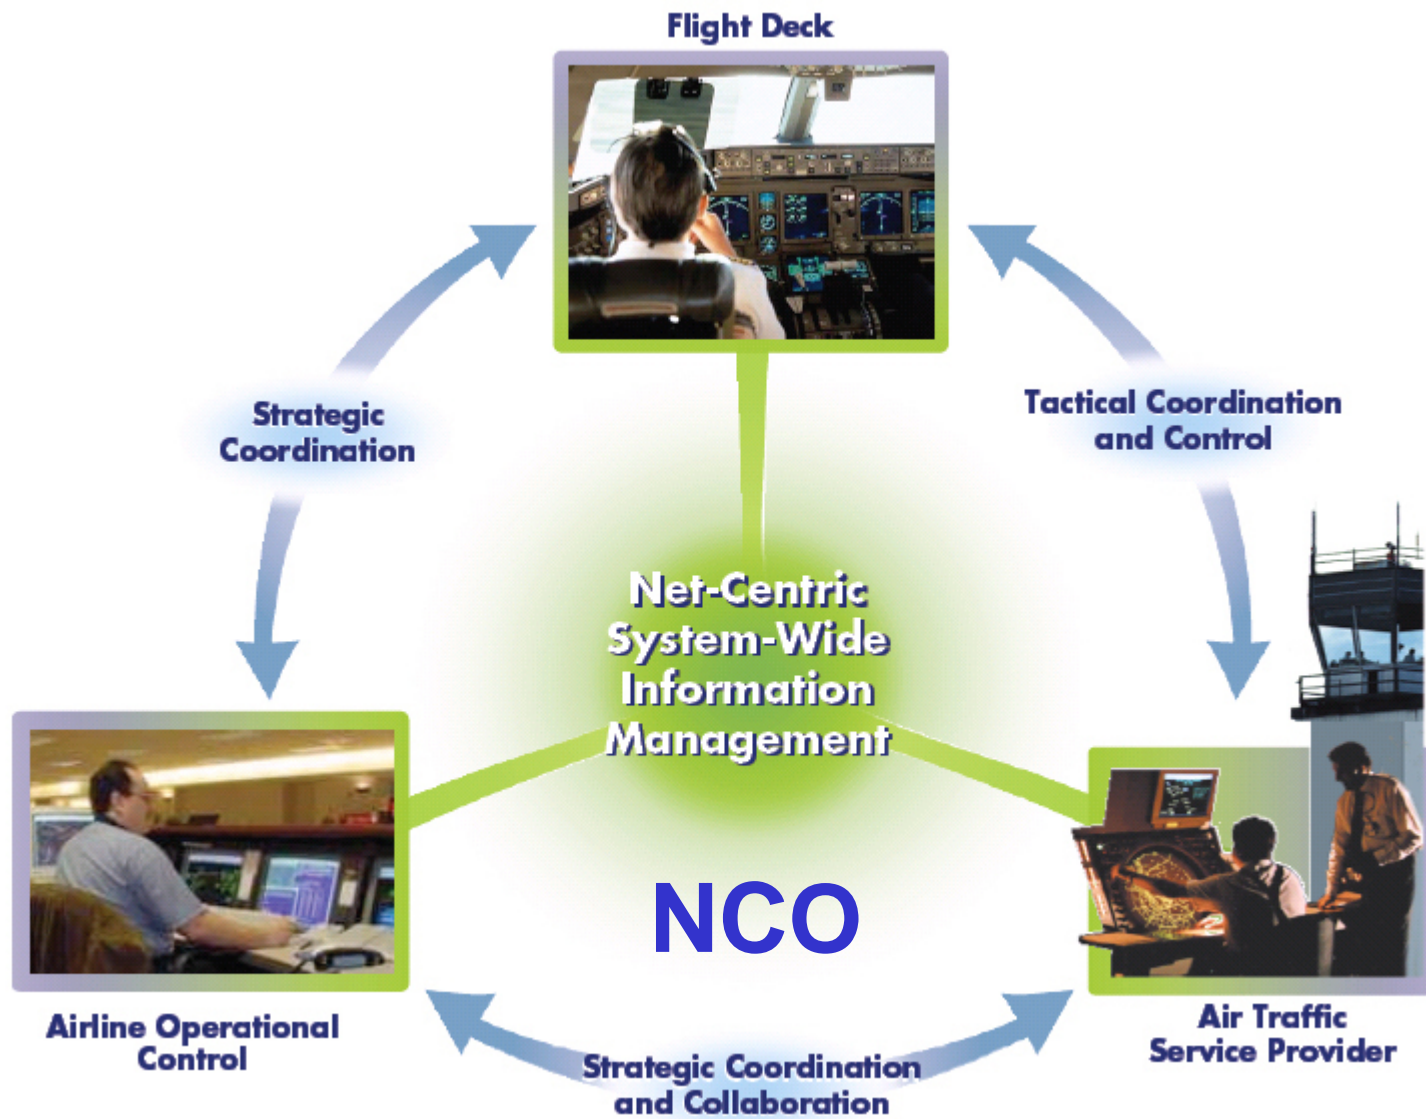 Flight Deck
Strategic
Coordination
Tactical Coordination
and Control
Net-Centric
System-Wide
Information
Management
NCO
Airline Operational
Control
Air Traffic
Service Provider
Strategic Coordination
and Collaboration